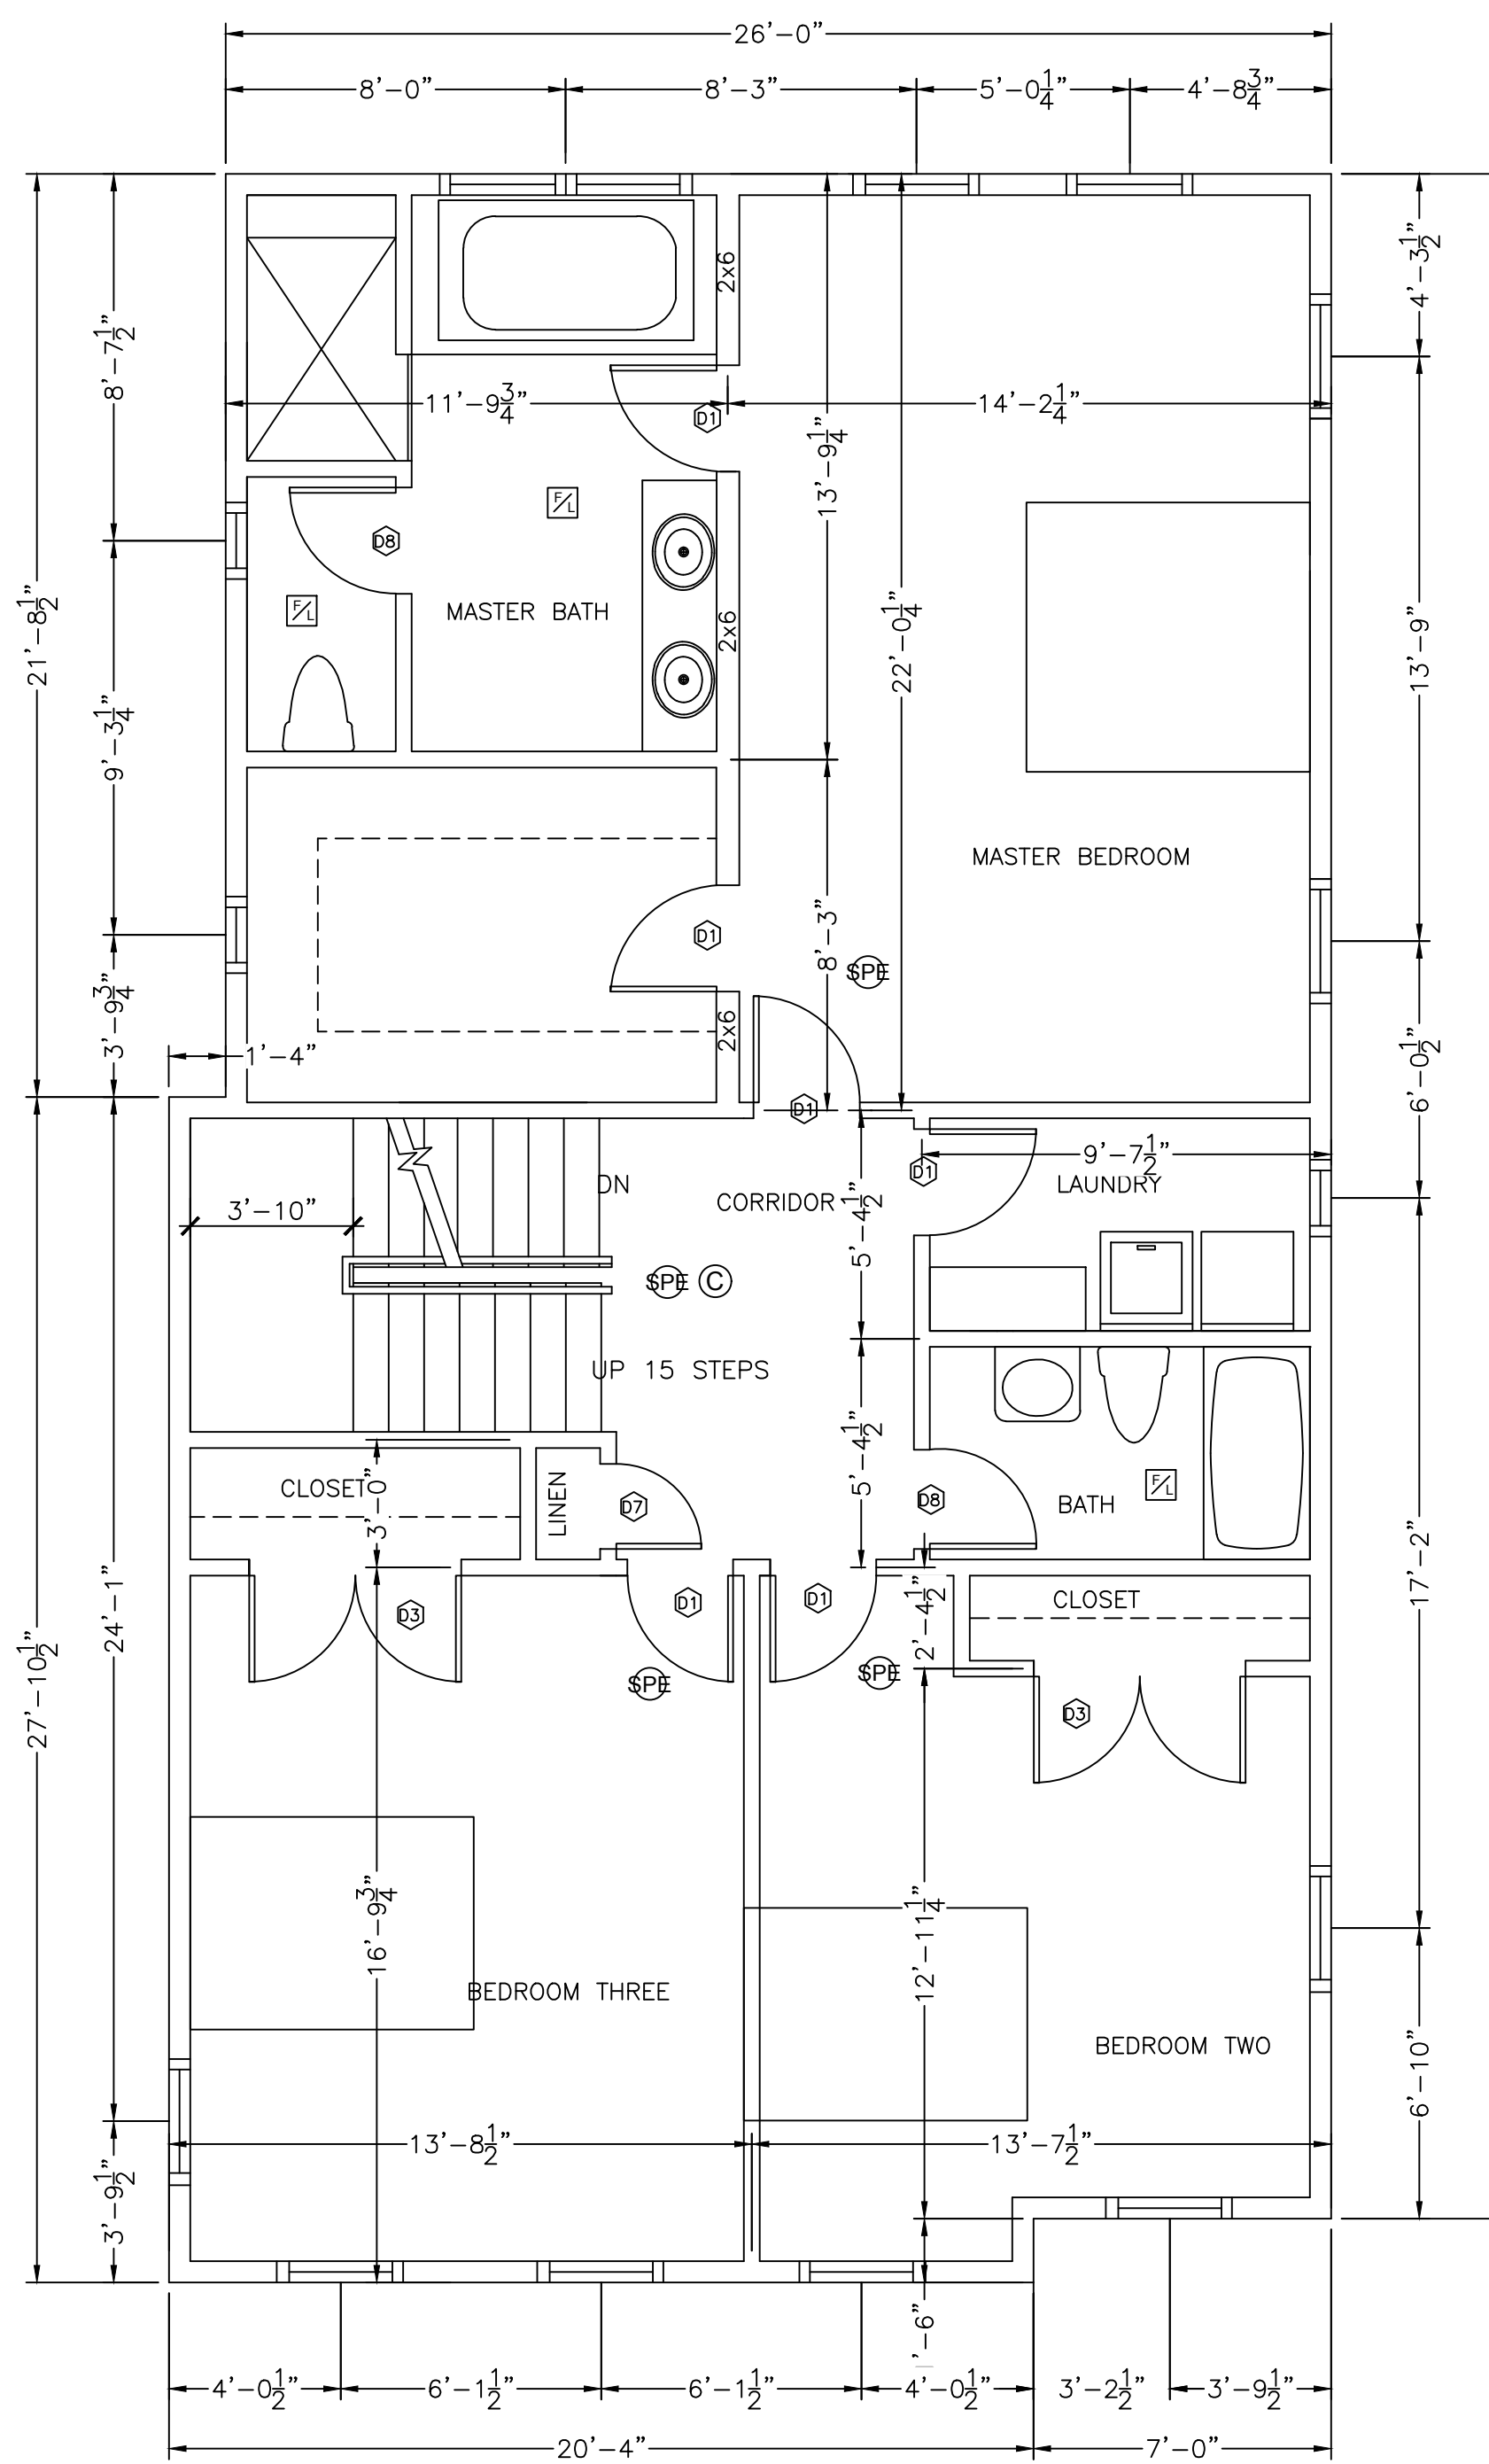 26'-0"
8'-0"
8'-3"
5'-0 1/4"
4'-8 3/4"
4'-3 1/2"
2x6
8'-7 1/2"
11'-9 3/4"
14'-2 1/4"
D1
13'-9 1/4"
F/L
D8
F/L
MASTER BATH
2x6
22'-0 1/4"
21'-8 1/2"
13'-9"
9'-3 1/4"
MASTER BEDROOM
D1
8'-3"
SPE
3'-9 3/4"
2x6
6'-0 1/2"
1'-4"
D1
9'-7 1/2"
D1
DN
LAUNDRY
CORRIDOR
3'-10"
5'-4 1/2"
SPE
C
UP 15 STEPS
5'-4 1/2"
CLOSET
3'-0"
LINEN
D7
D8
F/L
BATH
17'-2"
CLOSET
D3
D1
D1
2'-4 1/2"
24'-1"
27'-10 1/2"
SPE
SPE
D3
16'-9 3/4"
12'-11 1/4"
BEDROOM THREE
BEDROOM TWO
6'-10"
13'-8 1/2"
13'-7 1/2"
3'-9 1/2"
'-6"
4'-0 1/2"
6'-1 1/2"
6'-1 1/2"
4'-0 1/2"
3'-2 1/2"
3'-9 1/2"
20'-4"
7'-0"